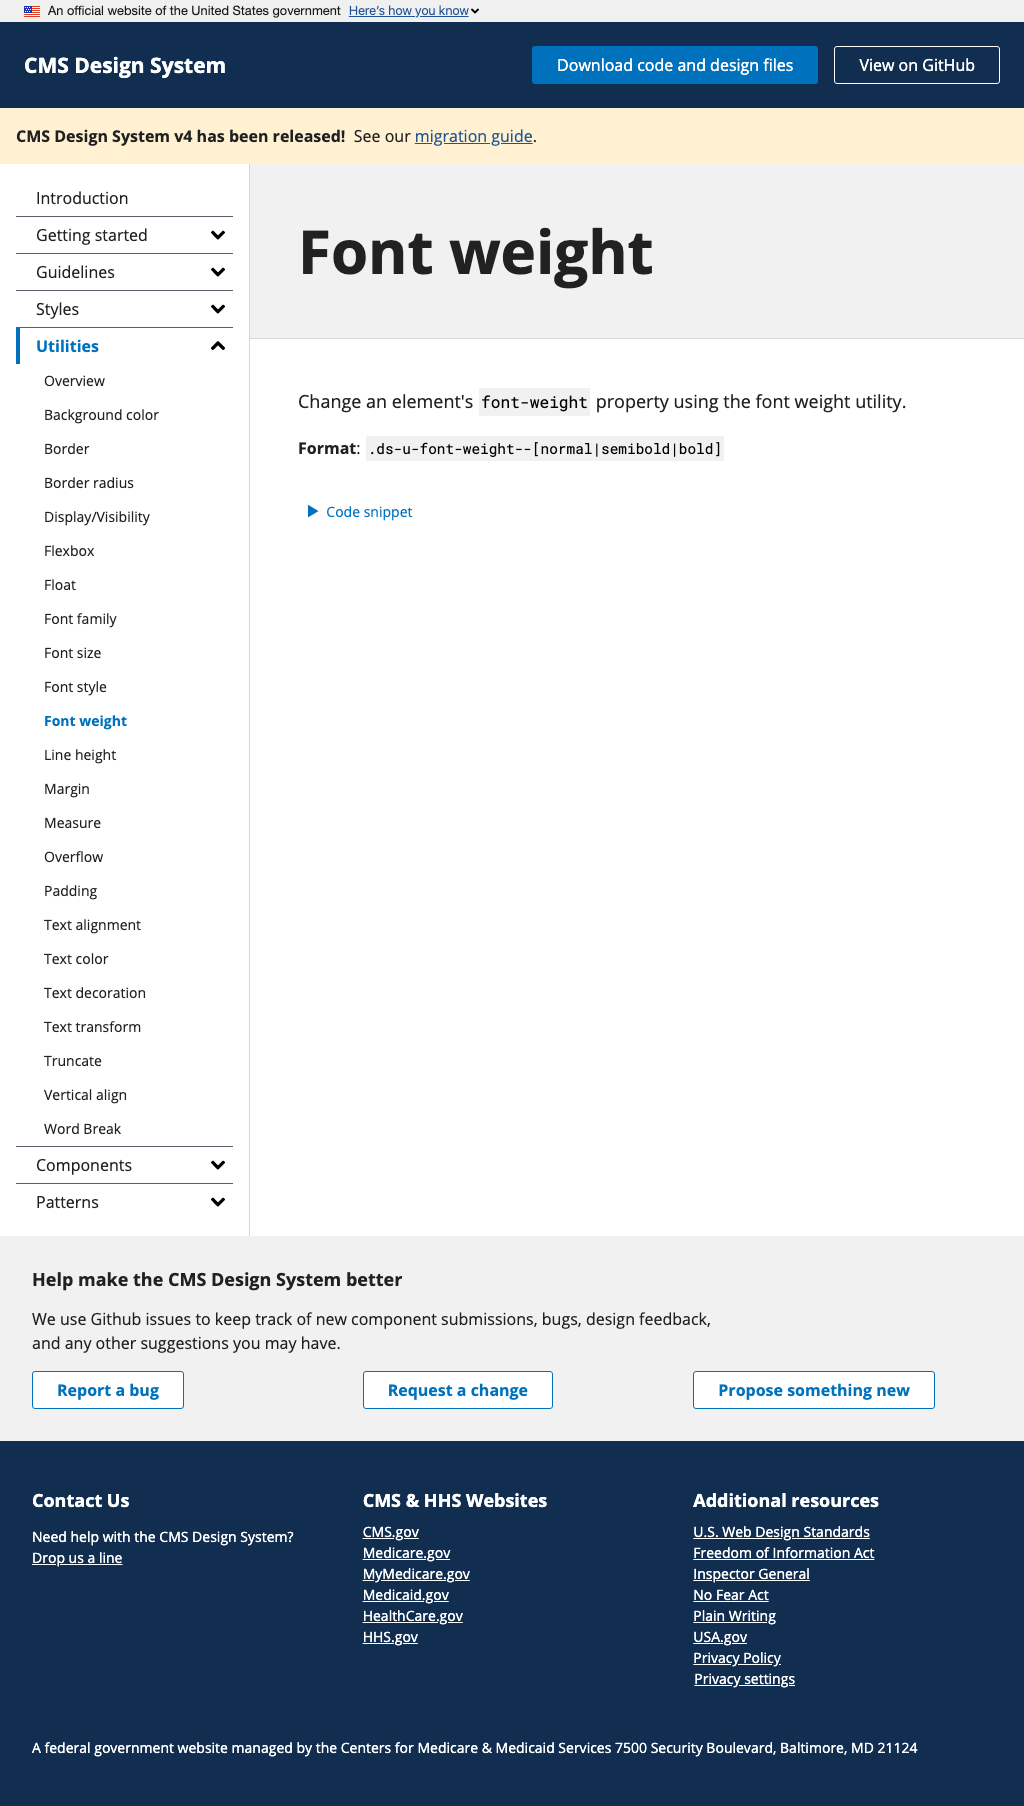 An official website of the United States government Here's how you know
CMS Design System
Download code and design files
View on GitHub
CMS Design System v4 has been released! See our migration guide.
Introduction
Getting started
Guidelines
Styles
Utilities
Overview
Background color
Border
Border radius
Display/Visibility
Flexbox
Float
Font family
Font size
Font style
Font weight
Line height
Margin
Measure
Overflow
Padding
Text alignment
Text color
Text decoration
Text transform
Truncate
Vertical align
Word Break
Components
Patterns
Font weight
Change an element's font-weight property using the font weight utility.
Format: .ds-u-font-weight--[normal|semibold|bold]
Code snippet
Help make the CMS Design System better
We use Github issues to keep track of new component submissions, bugs, design feedback,
and any other suggestions you may have.
Report a bug
Request a change
Propose something new
Contact Us
Need help with the CMS Design System?
Drop us a line
CMS & HHS Websites
CMS.gov
Medicare.gov
MyMedicare.gov
Medicaid.gov
HealthCare.gov
HHS.gov
Additional resources
U.S. Web Design Standards
Freedom of Information Act
Inspector General
No Fear Act
Plain Writing
USA.gov
Privacy Policy
Privacy settings
A federal government website managed by the Centers for Medicare & Medicaid Services 7500 Security Boulevard, Baltimore, MD 21124